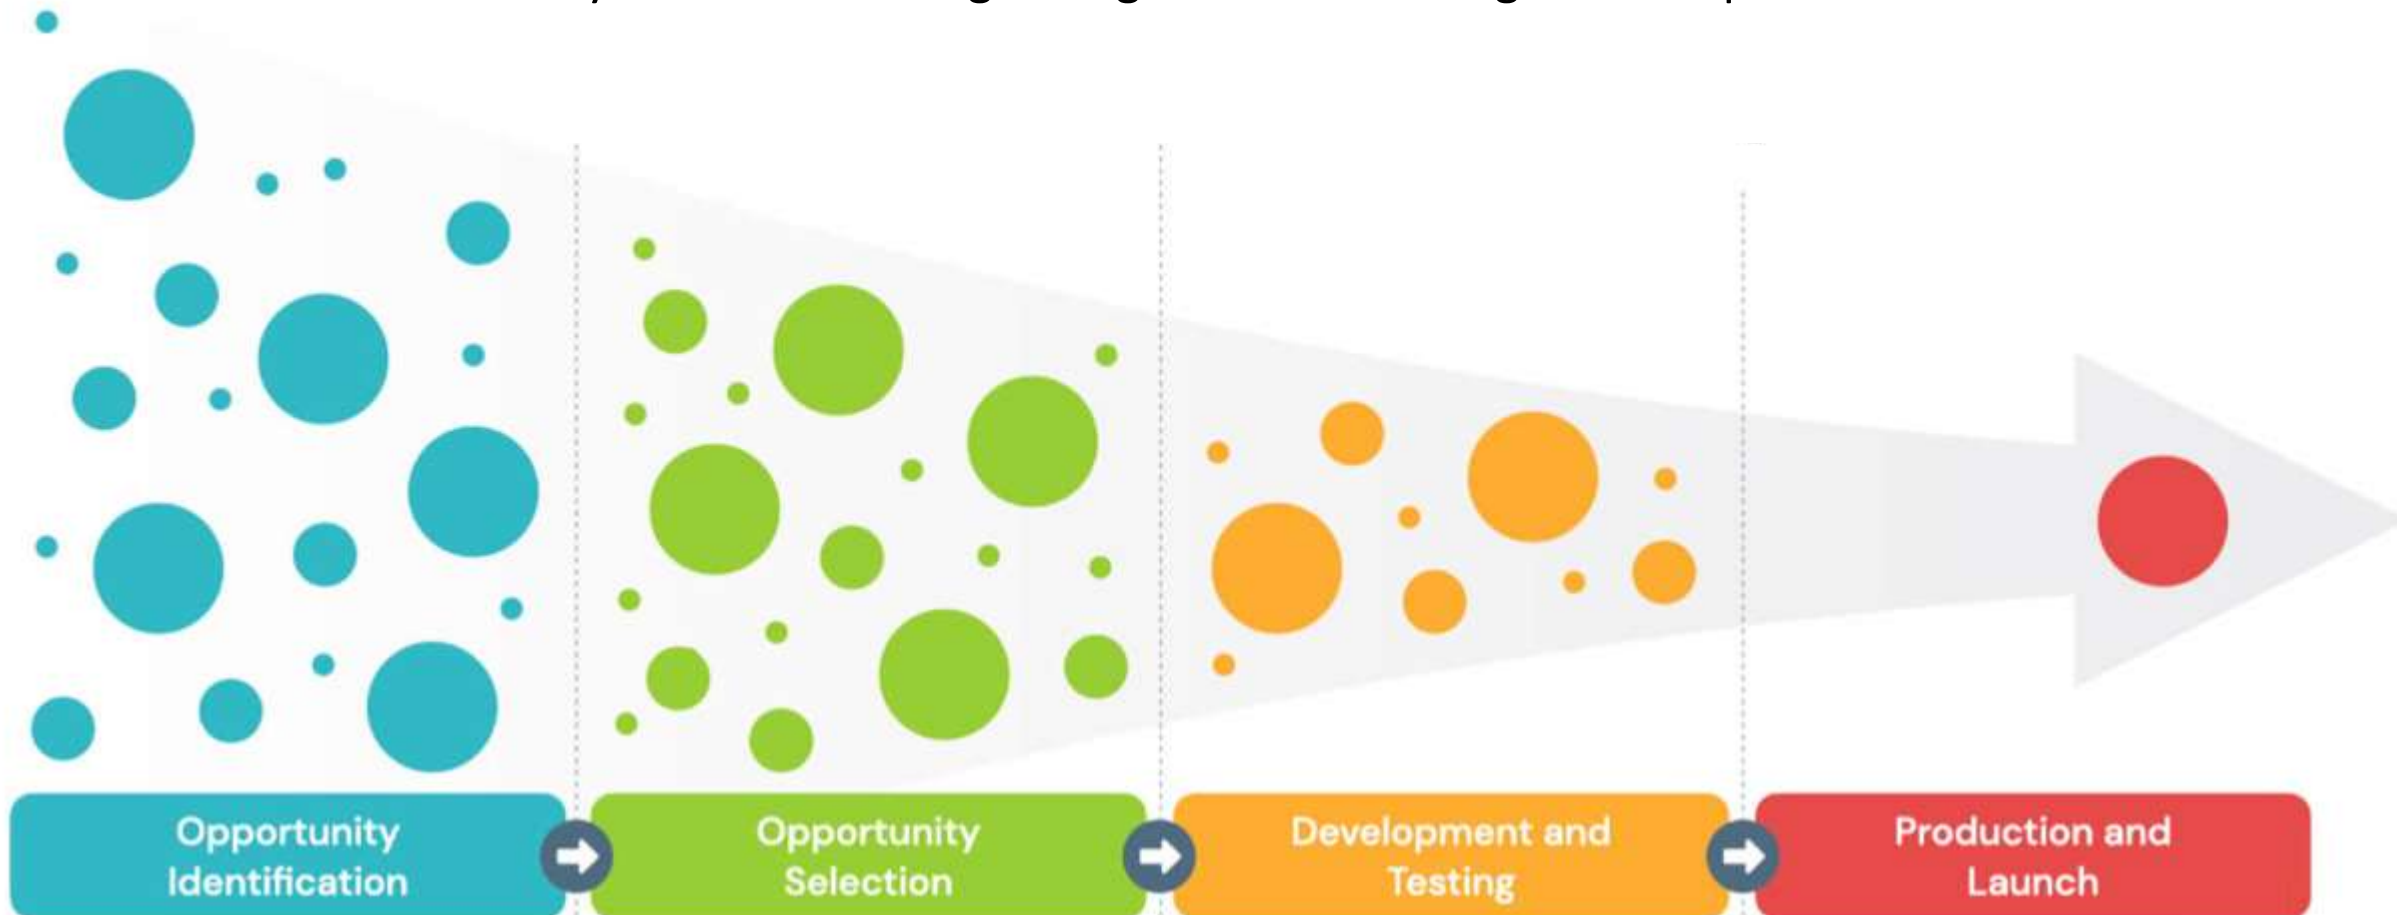 Opportunity
Identification
Opportunity
Selection
Development and
Testing
Production and
Launch